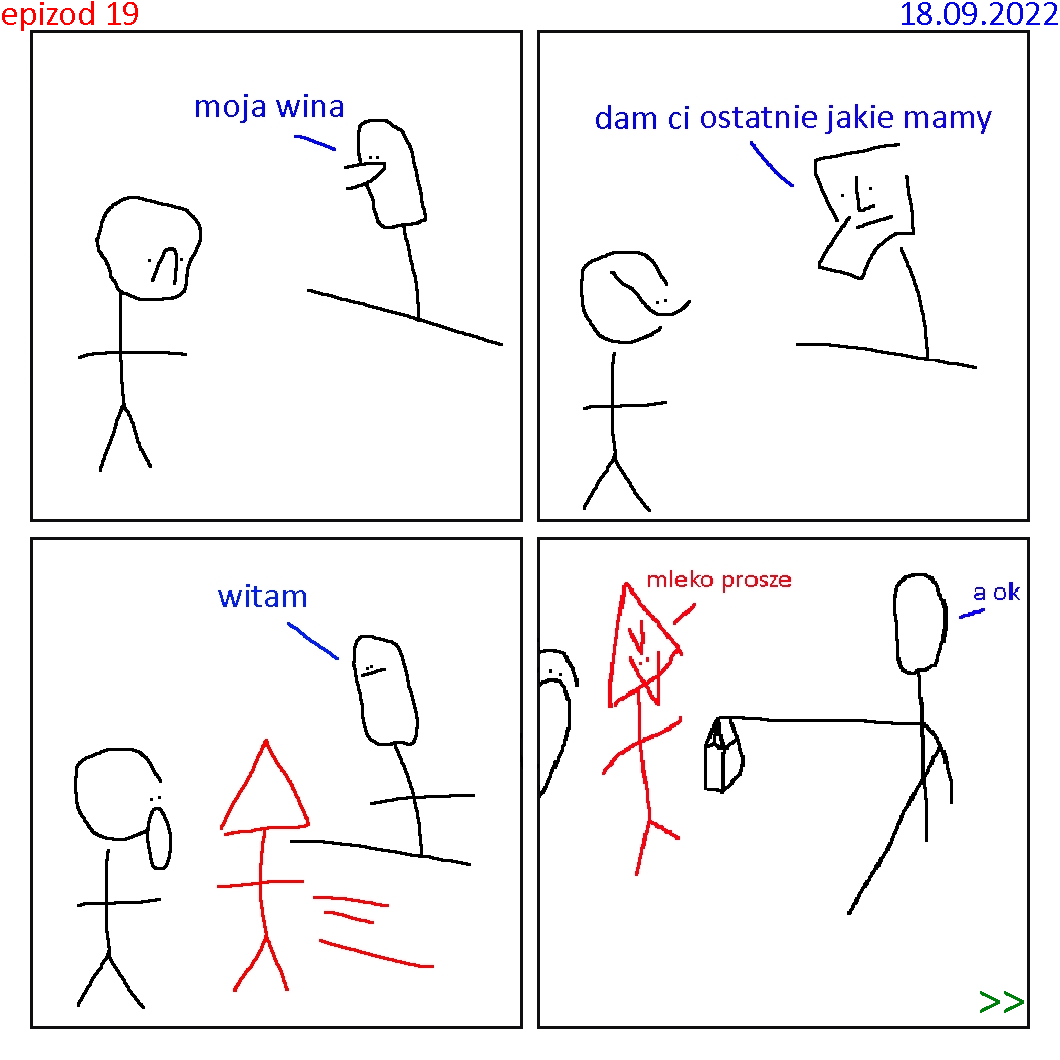 epizod 19
18.09.2022
moja wina
dam ci ostatnie jakie mamy
witam
mleko prosze
a ok
>>